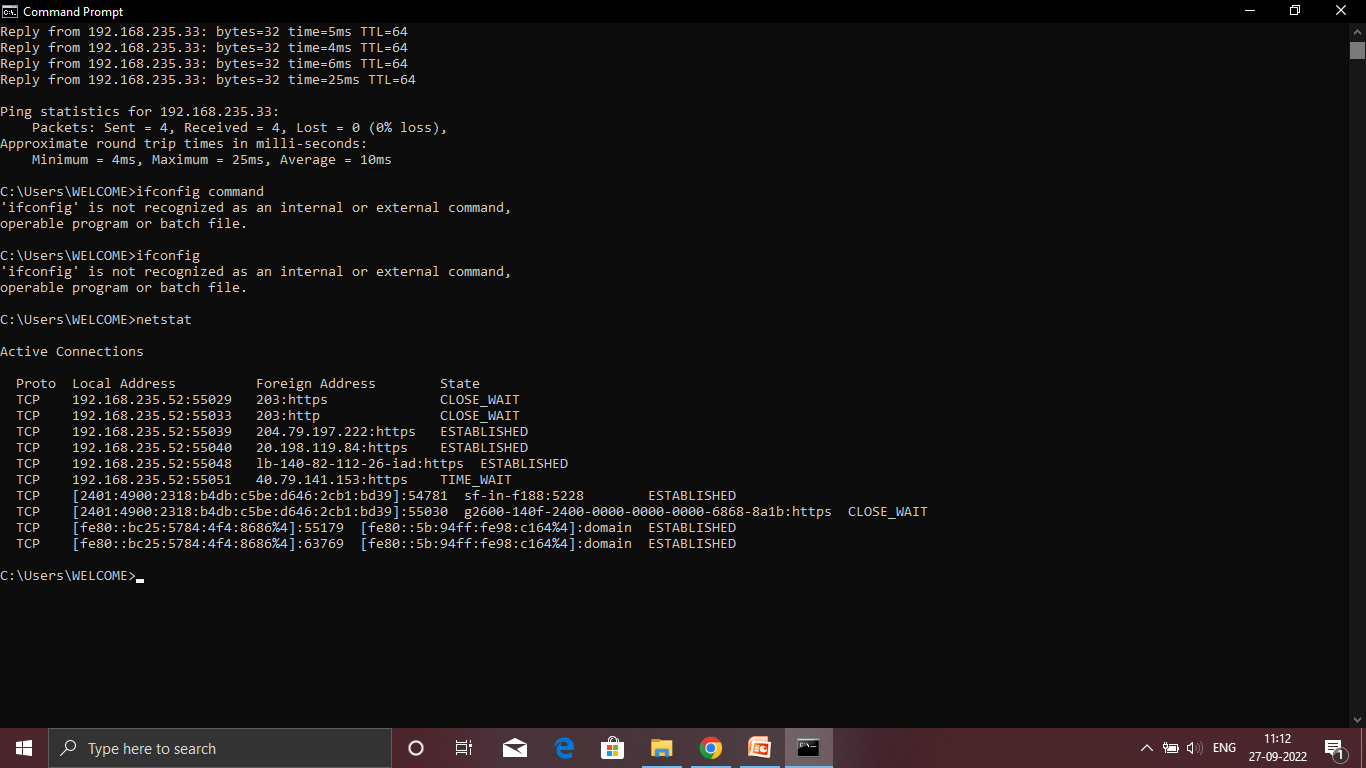 Command Prompt
Reply from 192.168.235.33: bytes=32 time=5ms TTL=64
Reply from 192.168.235.33: bytes=32 time=4ms TTL=64
Reply from 192.168.235.33: bytes=32 time=6ms TTL=64
Reply from 192.168.235.33: bytes=32 time=25ms TTL=64
Ping statistics for 192.168.235.33:
Packets: Sent = 4, Received = 4, Lost = 0 (0% loss),
Approximate round trip times in milli-seconds:
Minimum = 4ms, Maximum = 25ms, Average = 10ms
C:\Users\WELCOME>ifconfig command
'ifconfig' is not recognized as an internal or external command,
operable program or batch file.
C:\Users\WELCOME>ifconfig
'ifconfig' is not recognized as an internal or external command,
operable program or batch file.
C:\Users\WELCOME>netstat
Active Connections
Proto  Local Address          Foreign Address        State
TCP    192.168.235.52:55029   203:https              CLOSE_WAIT
TCP    192.168.235.52:55033   203:http               CLOSE_WAIT
TCP    192.168.235.52:55039   204.79.197.222:https   ESTABLISHED
TCP    192.168.235.52:55040   20.198.119.84:https    ESTABLISHED
TCP    192.168.235.52:55048   lb-140-82-112-26-iad:https  ESTABLISHED
TCP    192.168.235.52:55051   40.79.141.153:https    TIME_WAIT
TCP    [2401:4900:2318:b4db:c5be:d646:2cb1:bd39]:54781  sf-in-f188:5228        ESTABLISHED
TCP    [2401:4900:2318:b4db:c5be:d646:2cb1:bd39]:55030  g2600-140f-2400-0000-0000-0000-6868-8a1b:https  CLOSE_WAIT
TCP    [fe80::bc25:5784:4f4:8686%4]:55179  [fe80::5b:94ff:fe98:c164%4]:domain  ESTABLISHED
TCP    [fe80::bc25:5784:4f4:8686%4]:63769  [fe80::5b:94ff:fe98:c164%4]:domain  ESTABLISHED
C:\Users\WELCOME>
Type here to search
ENG
11:12
27-09-2022
1